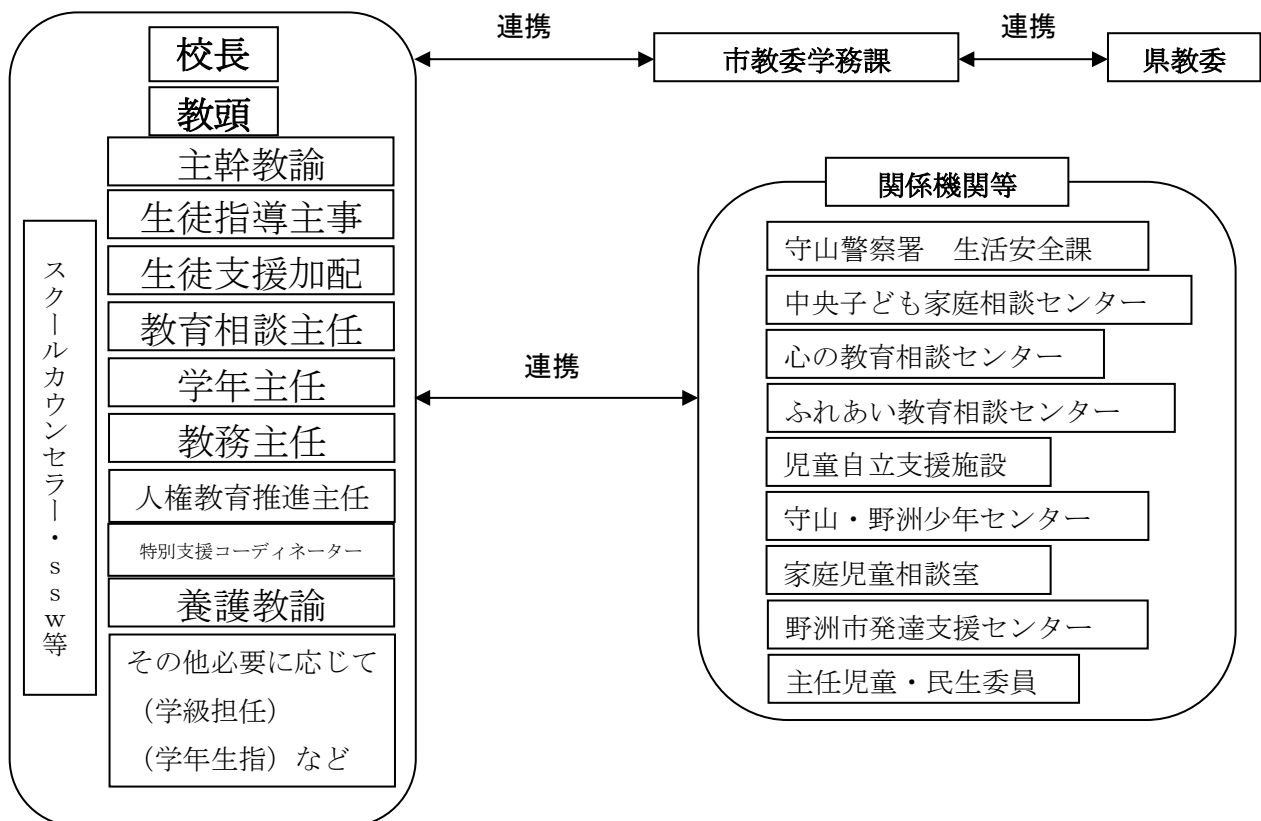 校長
教頭
主幹教諭
生徒指導主事
生徒支援加配
教育相談主任
学年主任
教務主任
人権教育推進主任
特別支援コーディネーター
養護教諭
その他必要に応じて
（学級担任）
（学年生指）など
スクールカウンセラー・ｓｓｗ等
連携
市教委学務課
連携
県教委
連携
関係機関等
守山警察署　生活安全課
中央子ども家庭相談センター
心の教育相談センター
ふれあい教育相談センター
児童自立支援施設
守山・野洲少年センター
家庭児童相談室
野洲市発達支援センター
主任児童・民生委員